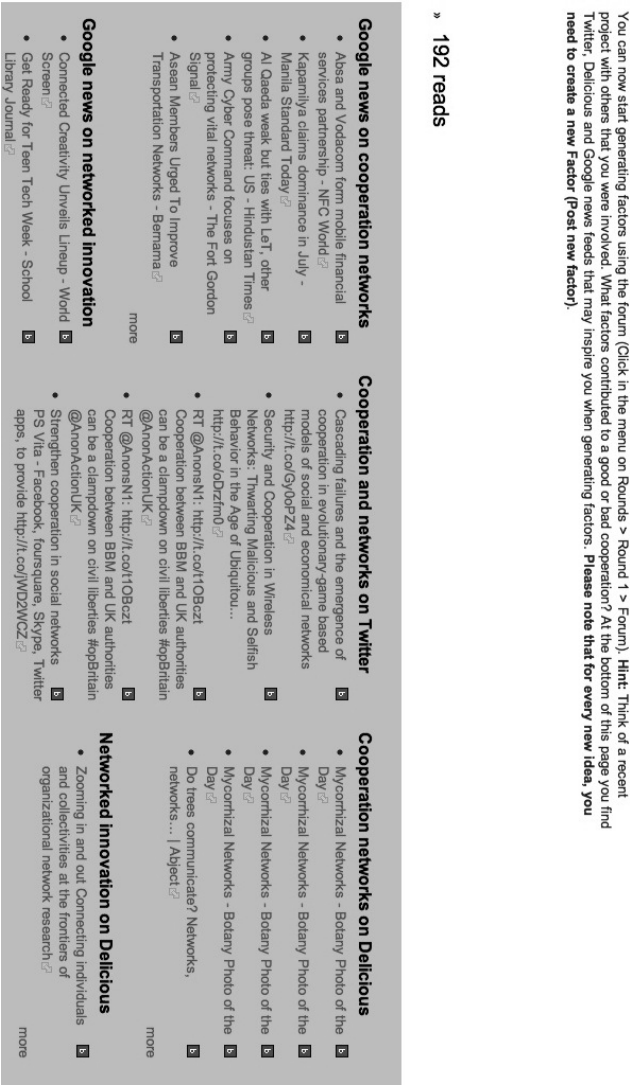 You can now start generating factors using the forum (Click in the menu on Rounds > Round 1 > Forum). Hint: Think of a recent
project with others that you were involved. What factors contributed to a good or bad cooperation? At the bottom of this page you find
Twitter, Delicious and Google news feeds that may inspire you when generating factors. Please note that for every new idea, you
need to create a new Factor (Post new factor).
» 192 reads
Google news on cooperation networks
• Absa and Vodacom form mobile financial
services partnership - NFC World
• Kapamilya claims dominance in July -
Manila Standard Today
• Al Qaeda weak but ties with LeT, other
groups pose threat: US - Hindustan Times
• Army Cyber Command focuses on
protecting vital networks - The Fort Gordon
Signal
• Asean Members Urged To Improve
Transportation Networks - Bernama
more
Google news on networked innovation
• Connected Creativity Unveils Lineup - World
Screen
• Get Ready for Teen Tech Week - School
Library Journal
Cooperation and networks on Twitter
• Cascading failures and the emergence of
cooperation in evolutionary-game based
models of social and economical networks
http://t.co/Gy0oPZ4
• Security and Cooperation in Wireless
Networks: Thwarting Malicious and Selfish
Behavior in the Age of Ubiquitou...
http://t.co/oDrzfm0
• RT @AnonsN1: http://t.co/t1OBczt
Cooperation between BBM and UK authorities
can be a clampdown on civil liberties #opBritain
@AnonActionUK
• RT @AnonsN1: http://t.co/t1OBczt
Cooperation between BBM and UK authorities
can be a clampdown on civil liberties #opBritain
@AnonActionUK
• Strengthen cooperation in social networks
PS Vita - Facebook, foursquare, Skype, Twitter
apps, to provide http://t.co/jWD2WCZ
Cooperation networks on Delicious
• Mycorrhizal Networks - Botany Photo of the
Day
• Mycorrhizal Networks - Botany Photo of the
Day
• Mycorrhizal Networks - Botany Photo of the
Day
• Mycorrhizal Networks - Botany Photo of the
Day
• Do trees communicate? Networks,
networks... | Abject
more
Networked innovation on Delicious
• Zooming in and out Connecting individuals
and collectivities at the frontiers of
organizational network research
more